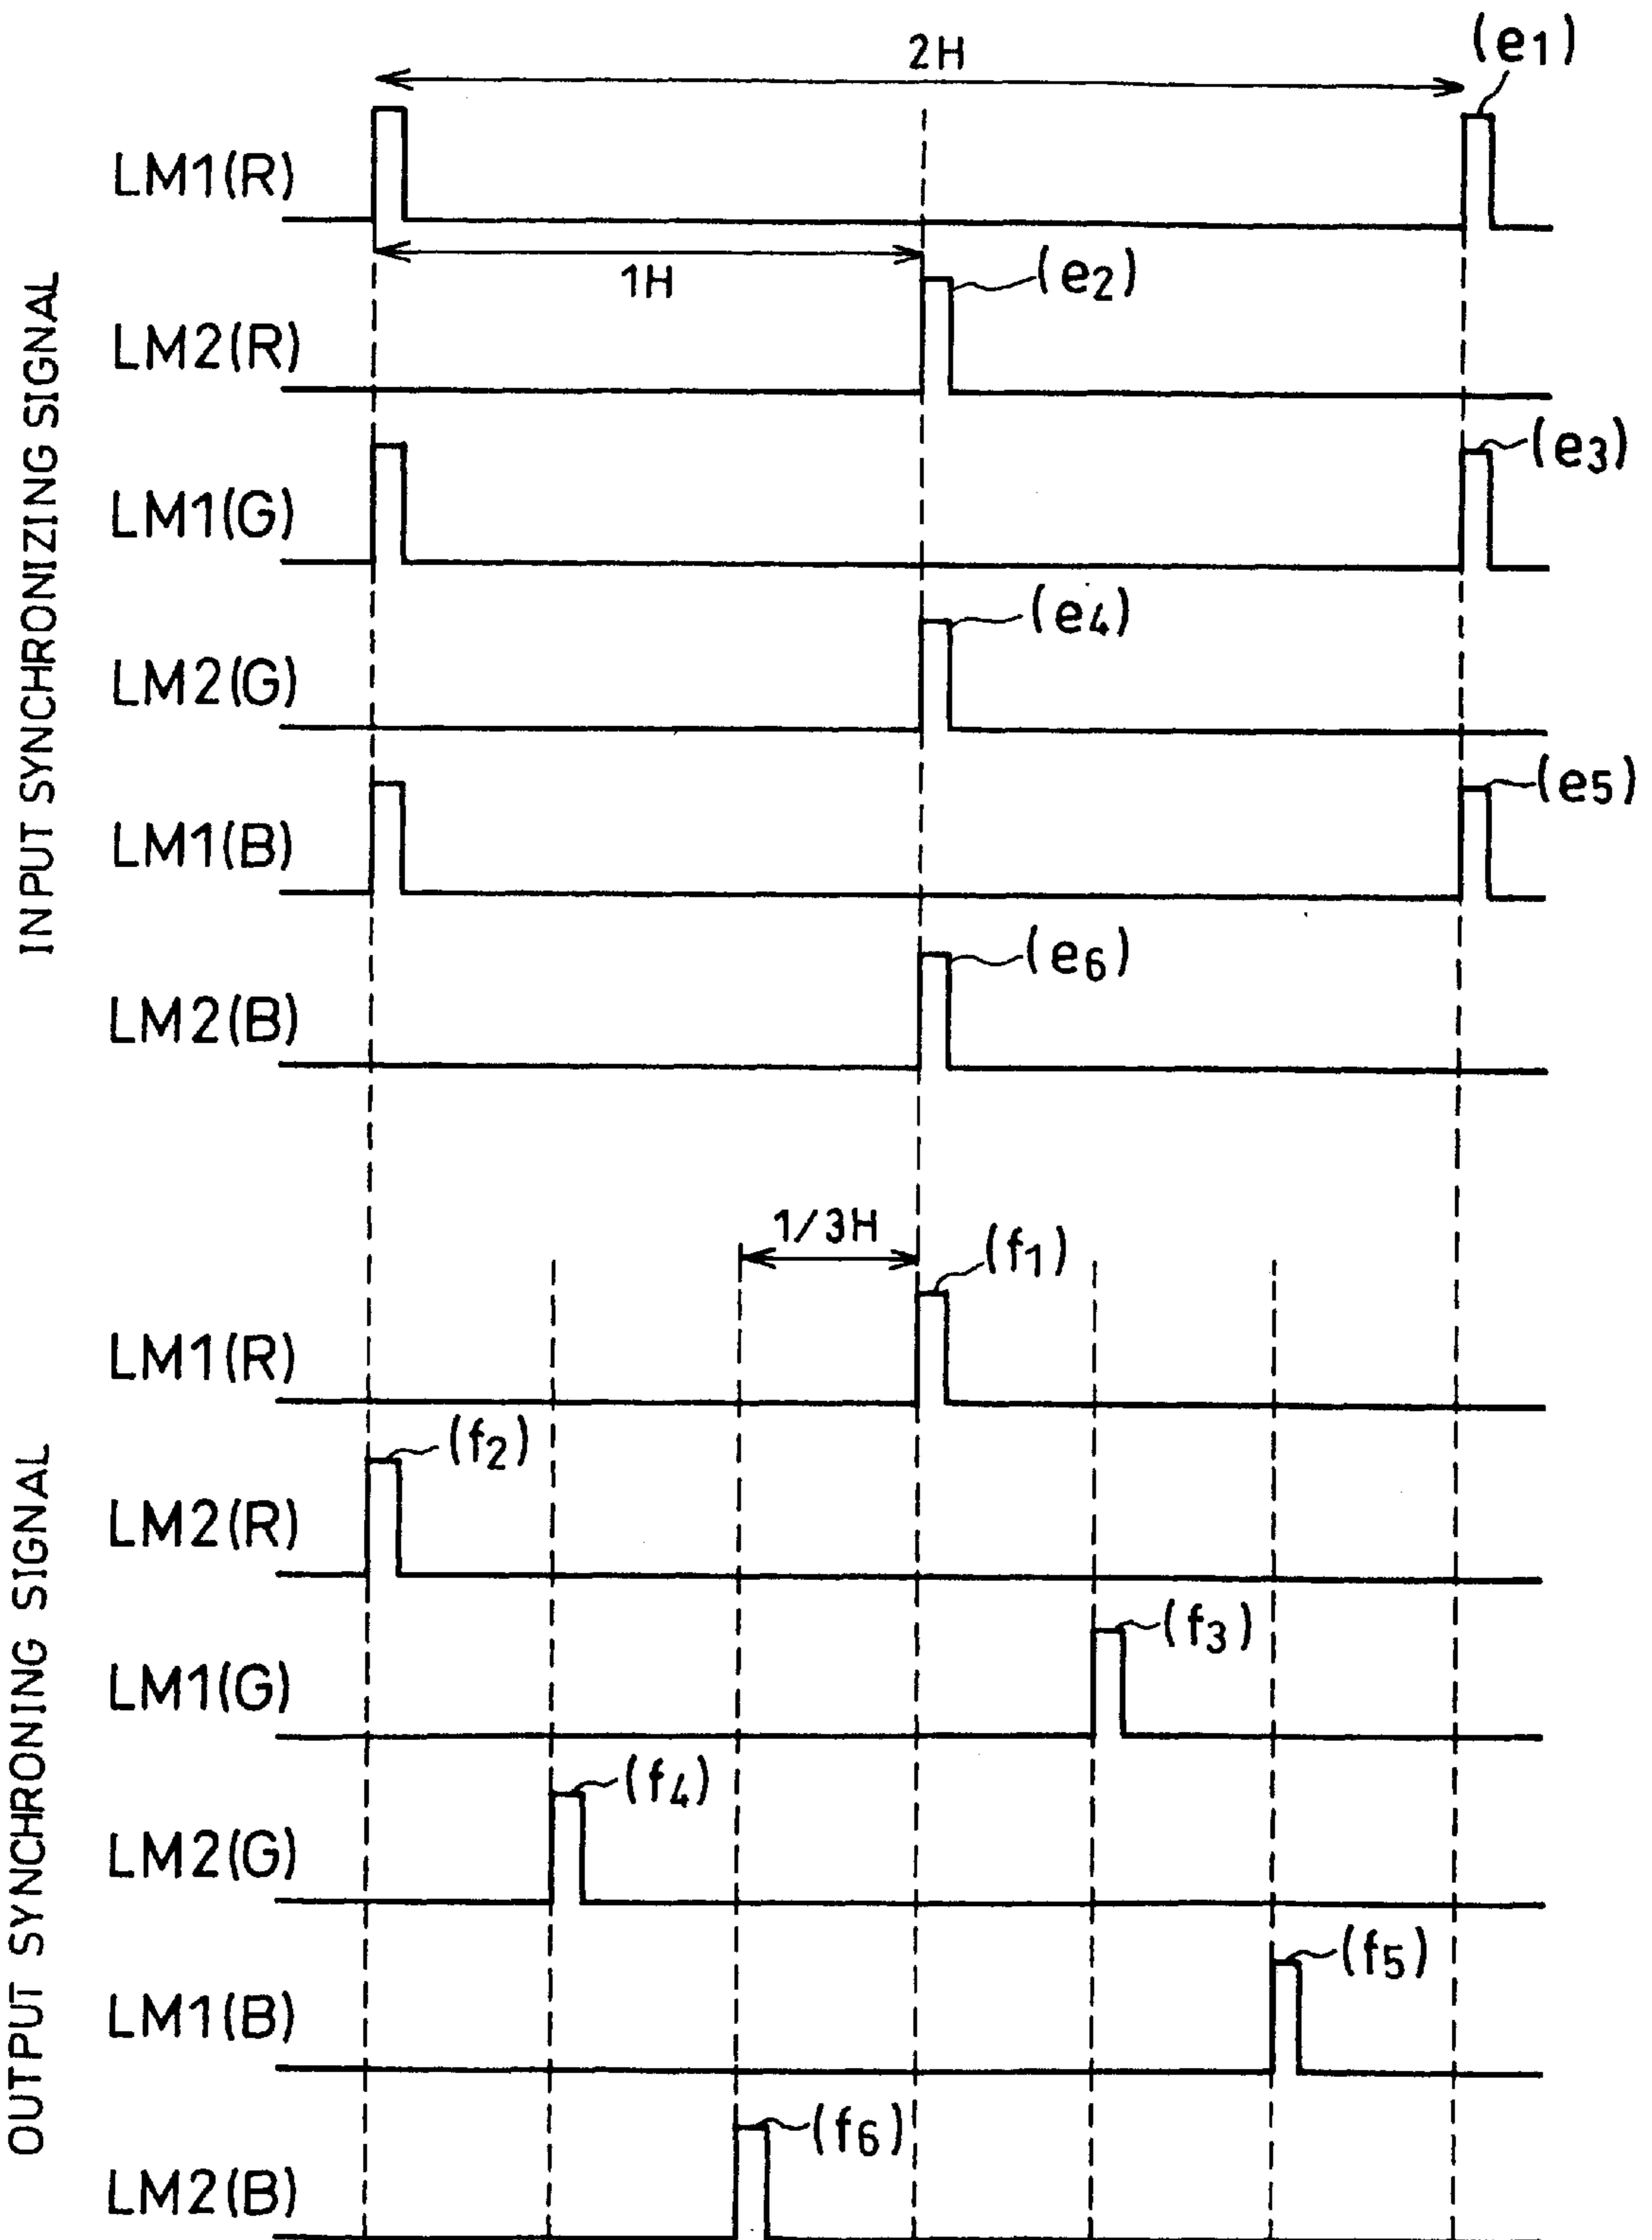 2H
(e1)
LM1(R)
1H
(e2)
LM2(R)
(e3)
LM1(G)
(e4)
LM2(G)
(e5)
LM1(B)
(e6)
LM2(B)
INPUT SYNCHRONIZING SIGNAL
1/3H
(f1)
LM1(R)
(f2)
LM2(R)
(f3)
LM1(G)
(f4)
LM2(G)
(f5)
LM1(B)
(f6)
LM2(B)
OUTPUT SYNCHRONING SIGNAL